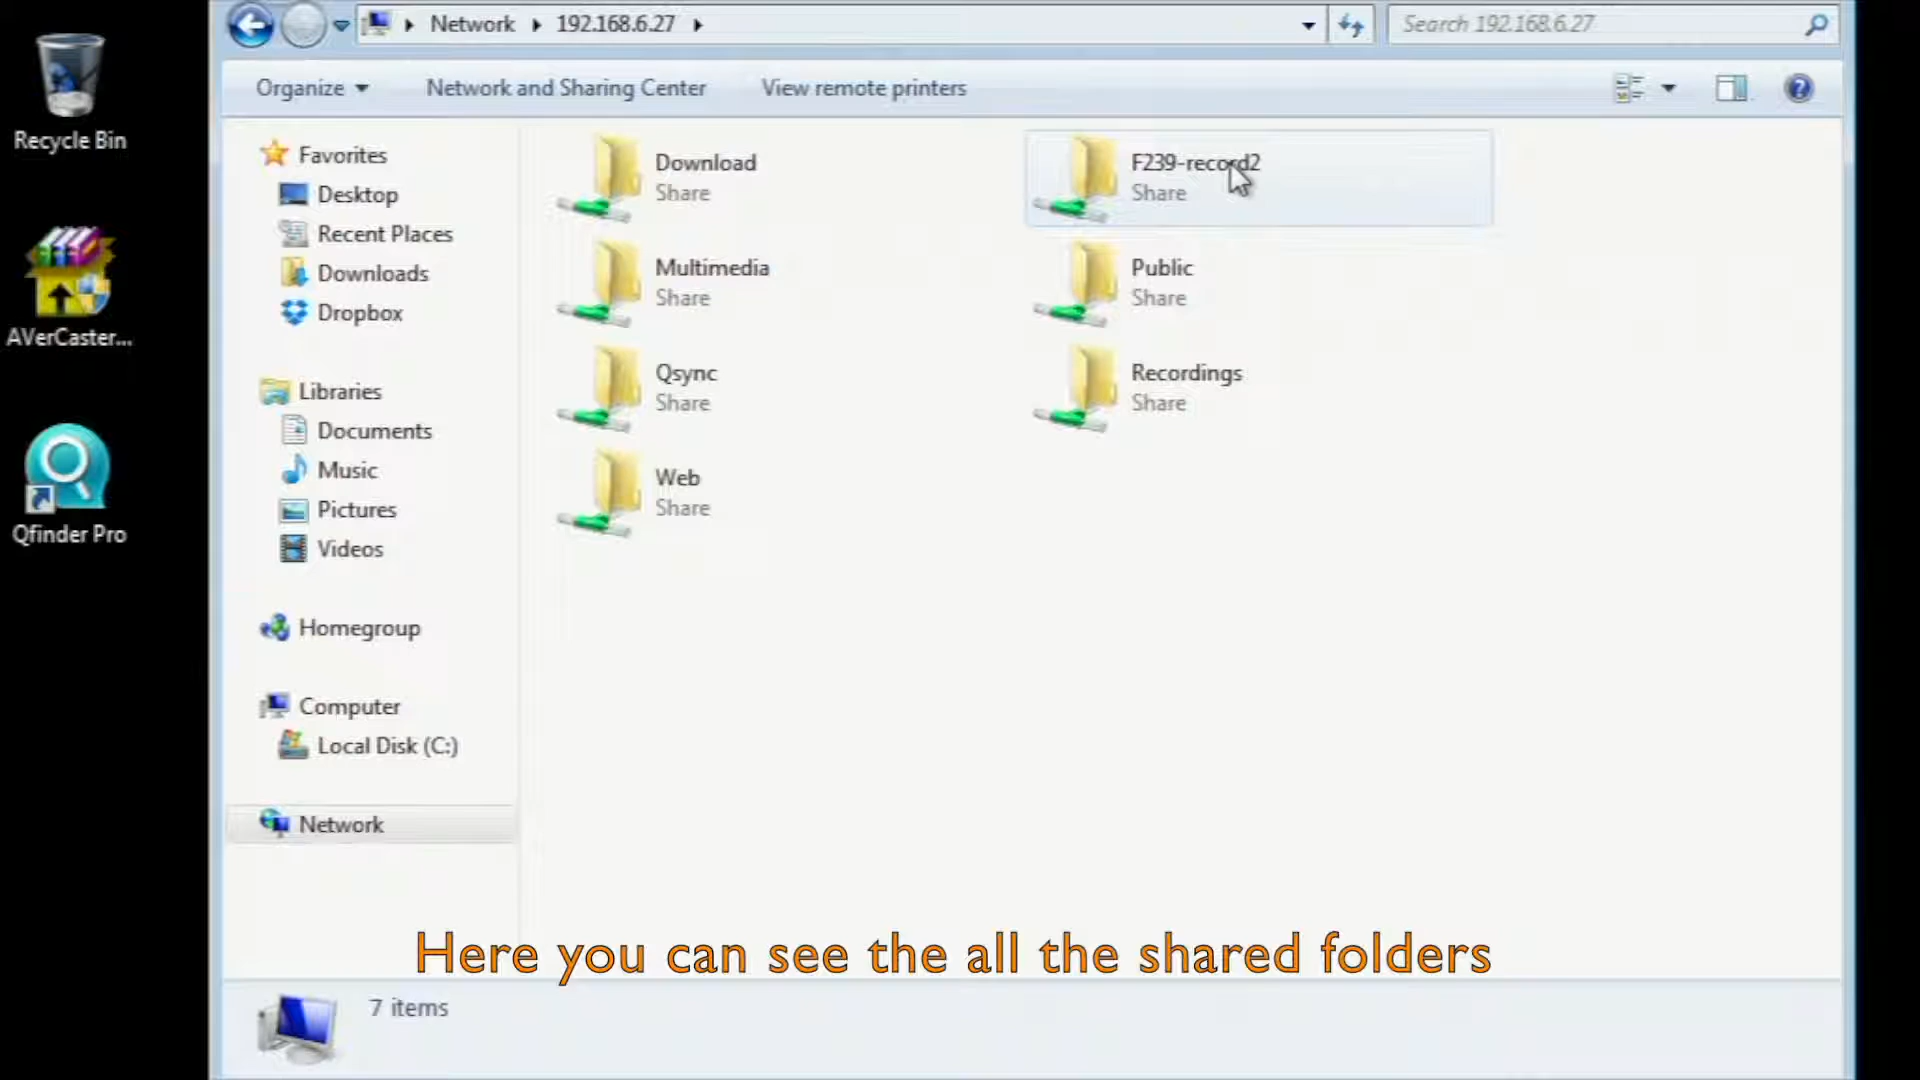 Network 192.168.6.27
Search 192.168.6.27
Organize Network and Sharing Center View remote printers
Recycle Bin
AVerCaster...
Qfinder Pro
Favorites
Desktop
Recent Places
Downloads
Dropbox
Libraries
Documents
Music
Pictures
Videos
Homegroup
Computer
Local Disk (C:)
Network
Download
Share
F239-record2
Share
Multimedia
Share
Public
Share
Qsync
Share
Recordings
Share
Web
Share
Here you can see the all the shared folders
7 items